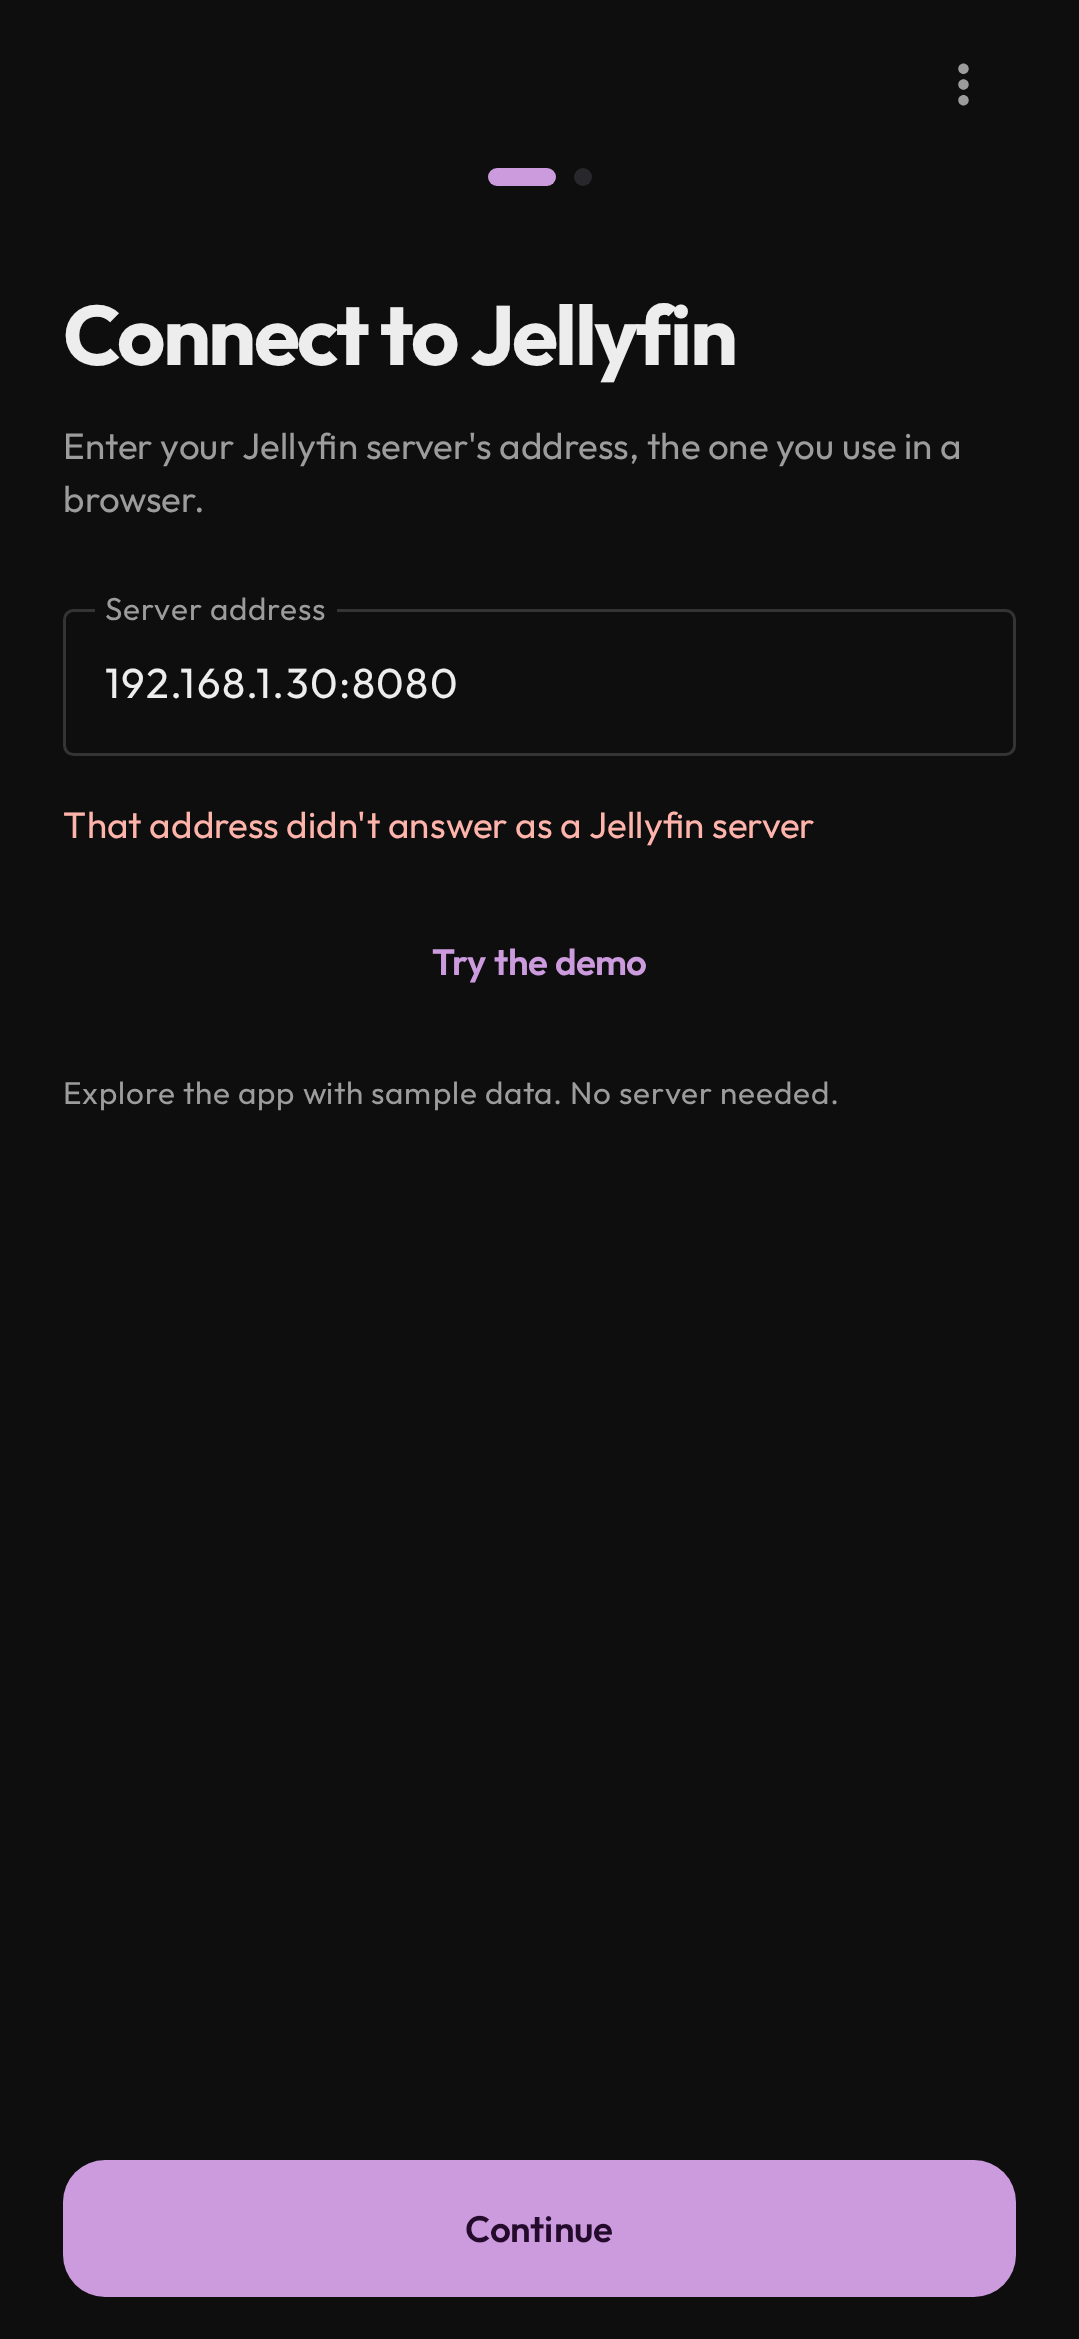 Connect to Jellyfin
Enter your Jellyfin server's address, the one you use in a
browser.
Server address
192.168.1.30:8080
That address didn't answer as a Jellyfin server
Try the demo
Explore the app with sample data. No server needed.
Continue